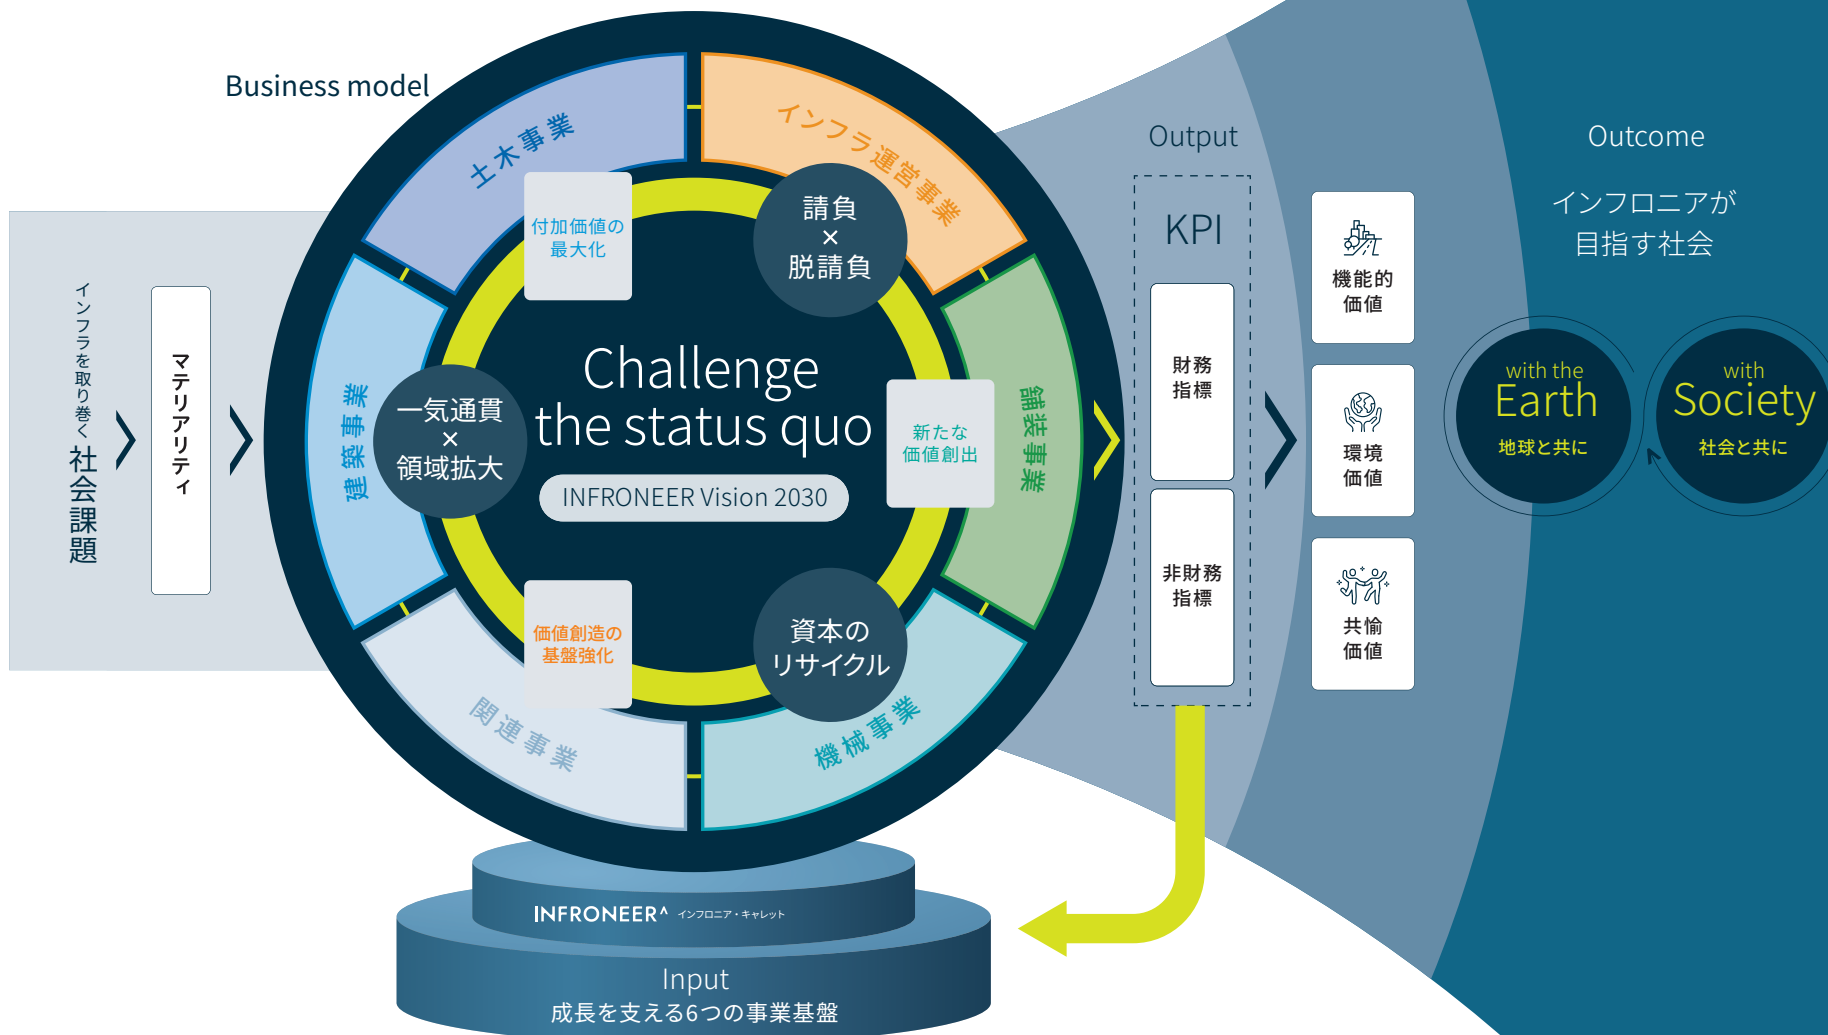 Business model
インフラを取り巻く
社会課題
マテリアリティ
土木事業
インフラ運営事業
建築事業
舗装事業
関連事業
機械事業
付加価値の
最大化
請負
×
脱請負
一気通貫
×
領域拡大
Challenge
the status quo
INFRONEER Vision 2030
新たな
価値創出
価値創造の
基盤強化
資本の
リサイクル
INFRONEER^ インフロニア・キャレット
Input
成長を支える6つの事業基盤
Output
KPI
財務
指標
非財務
指標
機能的
価値
環境
価値
共愉
価値
Outcome
インフロニアが
目指す社会
with the
Earth
地球と共に
with
Society
社会と共に